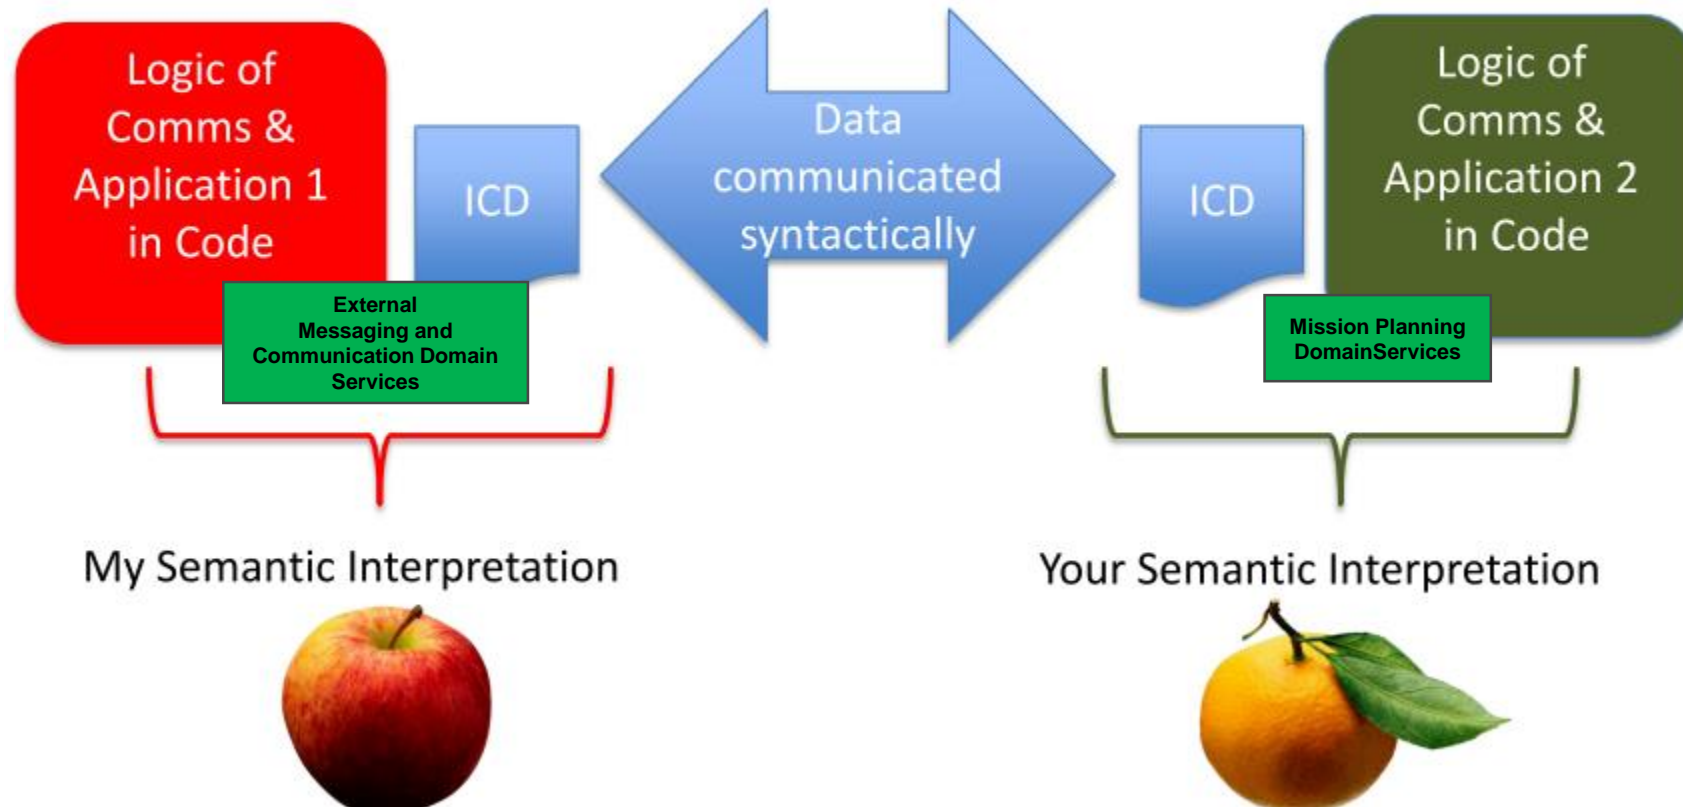 Logic of
Comms &
Application 1
in Code
ICD
Data
communicated
syntactically
ICD
Logic of
Comms &
Application 2
in Code
External
Messaging and
Communication Domain
Services
Mission Planning
DomainServices
My Semantic Interpretation
Your Semantic Interpretation